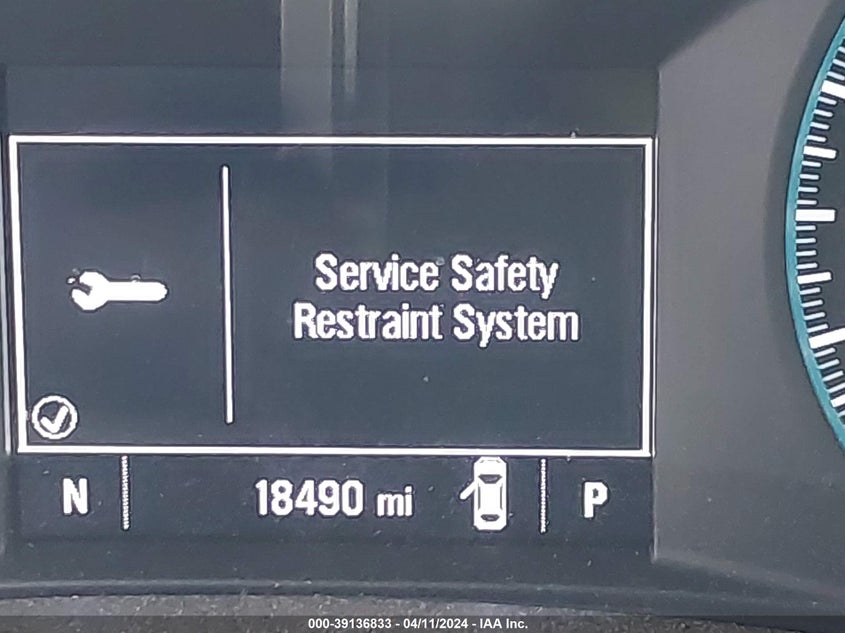 Service Safety
Restraint System
N 18490 mi P
000-39136833 - 04/11/2024 - IAA Inc.